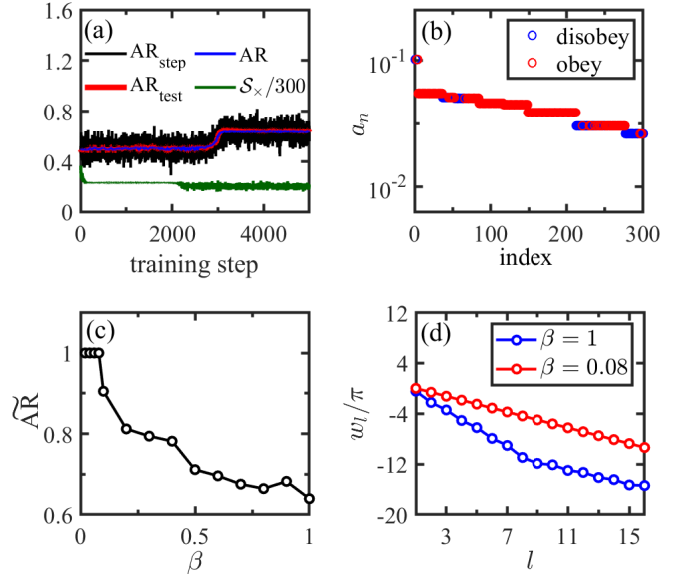 (a)
AR_step
AR
AR_test
𝒮_×/300
1.6
1.2
0.8
0.4
0
0
2000
4000
training step
(b)
disobey
obey
10^-1
10^-2
a_n
0
100
200
300
index
(c)
1
0.8
0.6
A͂R
0
0.5
1
β
(d)
β = 1
β = 0.08
12
4
-4
-12
-20
w_l/π
3
7
11
15
l